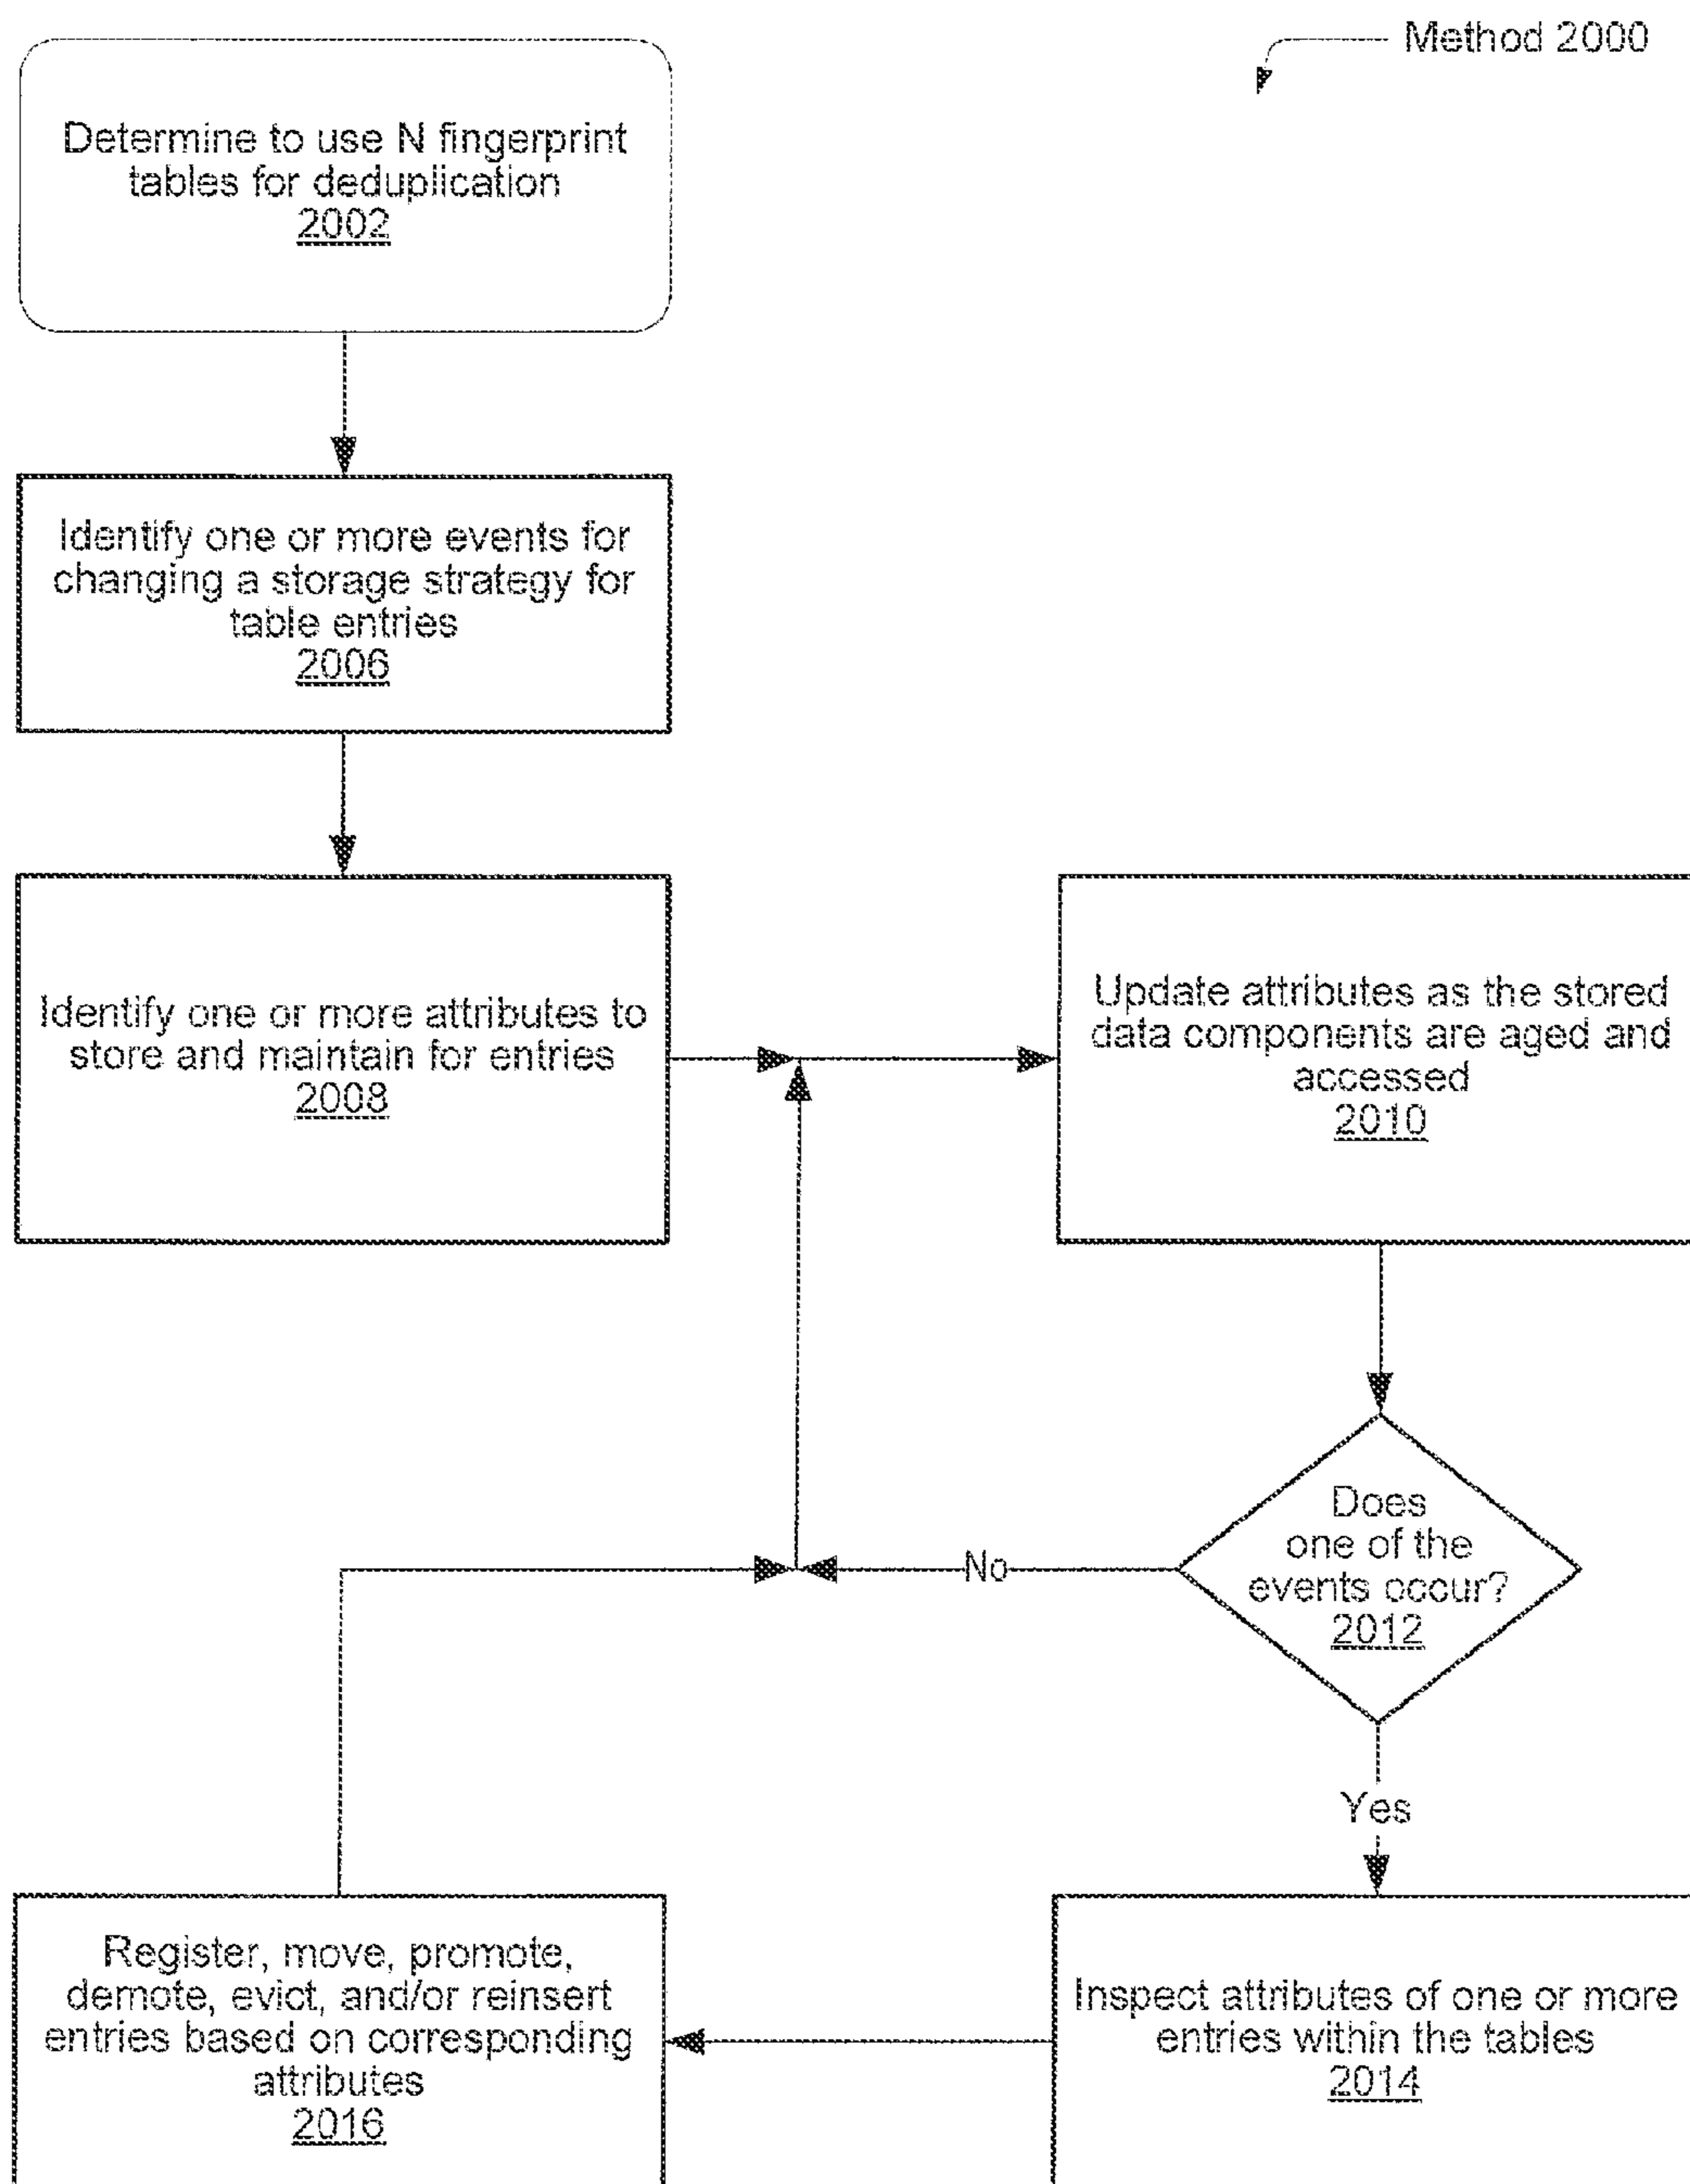 Method 2000
Determine to use N fingerprint
tables for deduplication
2002
Identify one or more events for
changing a storage strategy for
table entries
2006
Identify one or more attributes to
store and maintain for entries
2008
Update attributes as the stored
data components are aged and
accessed
2010
Does
one of the
events occur?
2012
No
Yes
Inspect attributes of one or more
entries within the tables
2014
Register, move, promote,
demote, evict, and/or reinsert
entries based on corresponding
attributes
2016